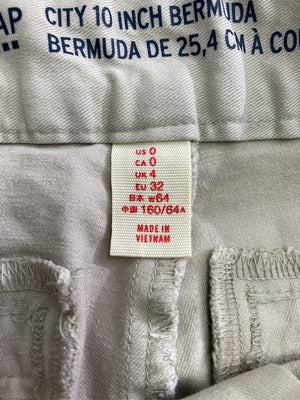 AP
CITY 10 INCH BERMUDA
BERMUDA DE 25,4 CM À CO
US 0
CA 0
UK 4
EU 32
日本 W64
中国 160/64A
MADE IN
VIETNAM